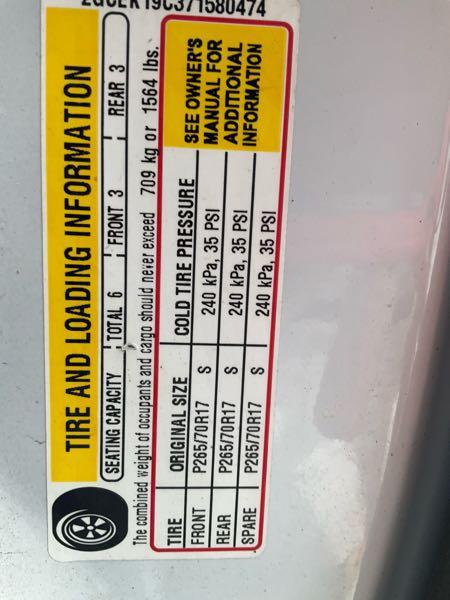 2GCEK19C371580474
TIRE AND LOADING INFORMATION
SEATING CAPACITY TOTAL 6 FRONT 3 REAR 3
The combined weight of occupants and cargo should never exceed 709 kg or 1564 lbs.
TIRE ORIGINAL SIZE COLD TIRE PRESSURE
FRONT P265/70R17 S 240 kPa, 35 PSI
REAR P265/70R17 S 240 kPa, 35 PSI
SPARE P265/70R17 S 240 kPa, 35 PSI
SEE OWNER'S
MANUAL FOR
ADDITIONAL
INFORMATION